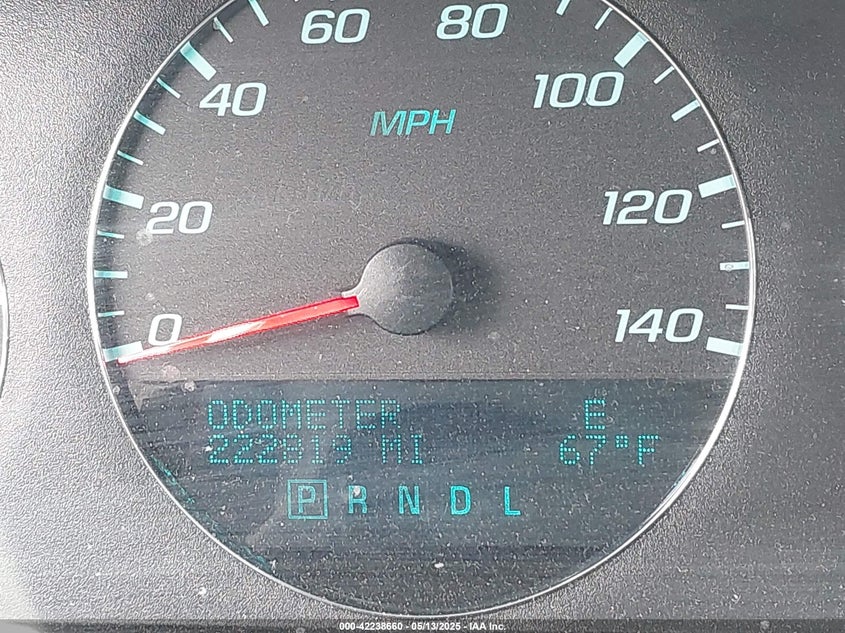 60 80
40 100
MPH
20 120
0 140
ODOMETER E
222819 MI 67°F
P R N D L
000-42238660 - 05/13/2025 - IAA Inc.